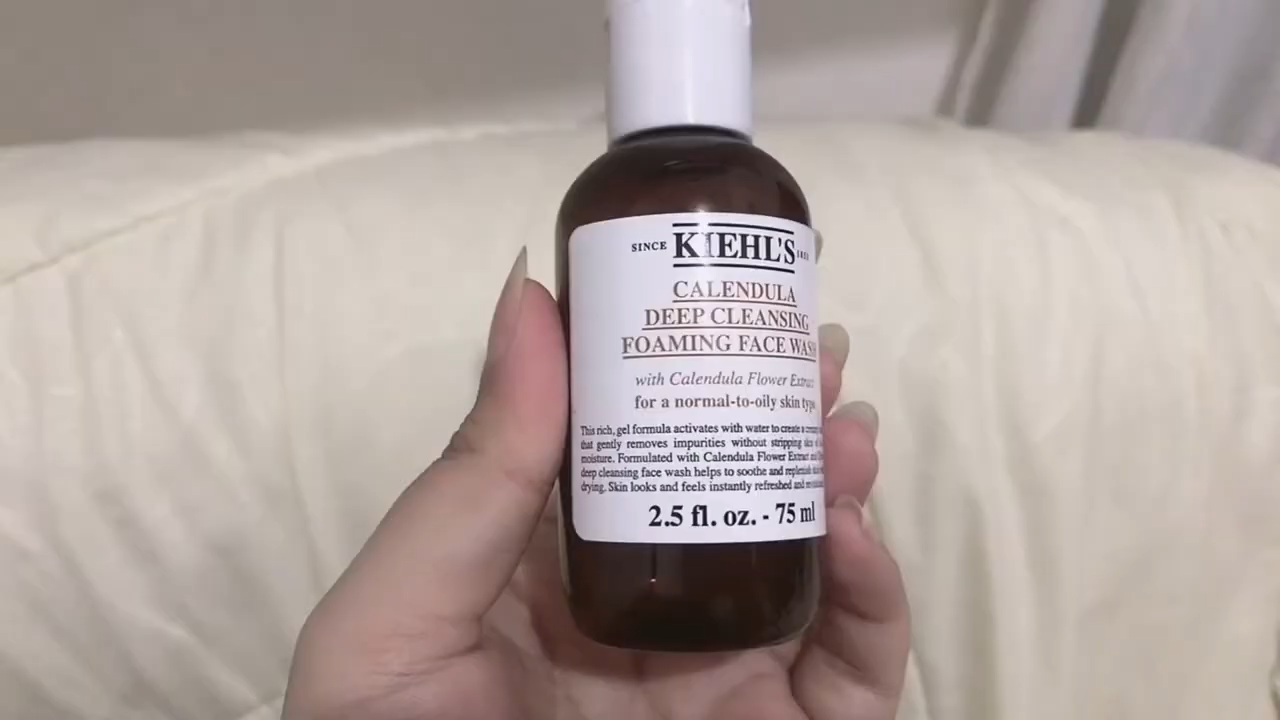 SINCE KIEHL'S
CALENDULA
DEEP CLEANSING
FOAMING FACE WASH
with Calendula Flower Extract
for a normal-to-oily skin type
This rich, gel formula activates with water to create a
that gently removes impurities without stripping skin of
moisture. Formulated with Calendula Flower Extract and
deep cleansing face wash helps to soothe and replenish
drying. Skin looks and feels instantly refreshed and
2.5 fl. oz. - 75 ml